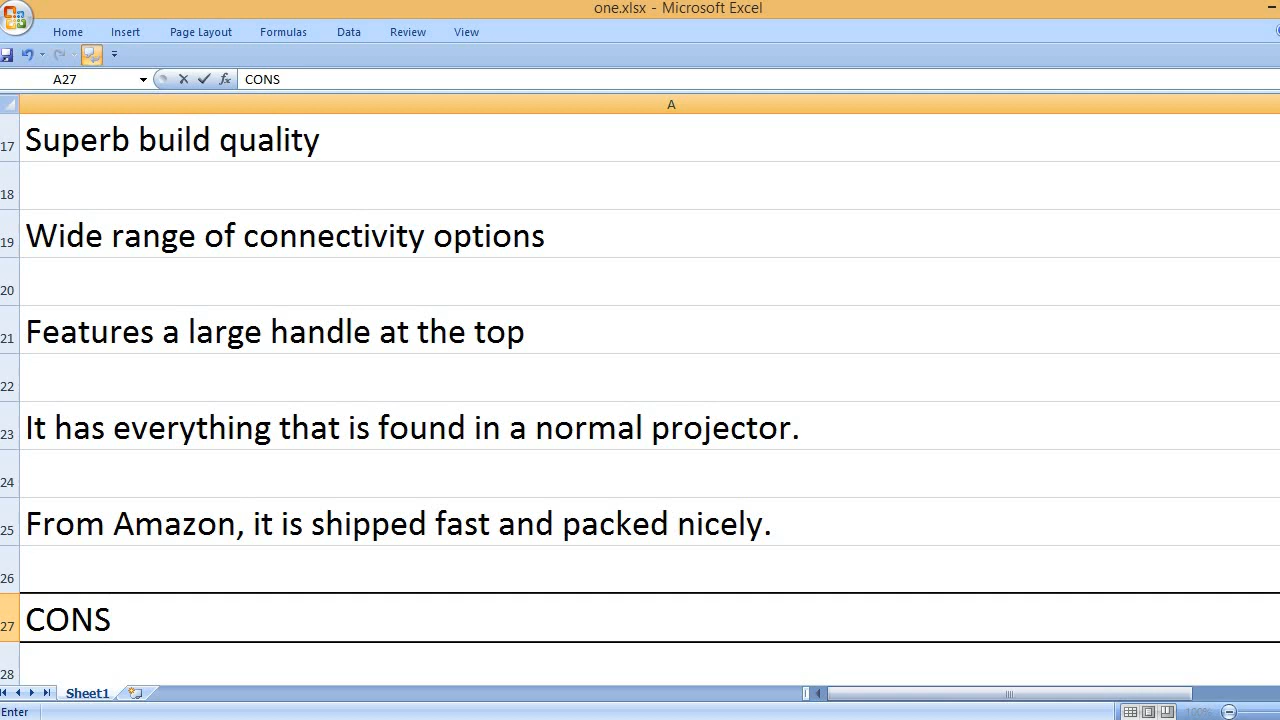 one.xlsx - Microsoft Excel
Home Insert Page Layout Formulas Data Review View
A27 fx CONS
A
17 Superb build quality
18
19 Wide range of connectivity options
20
21 Features a large handle at the top
22
23 It has everything that is found in a normal projector.
24
25 From Amazon, it is shipped fast and packed nicely.
26
27 CONS
28
Sheet1
Enter 100%